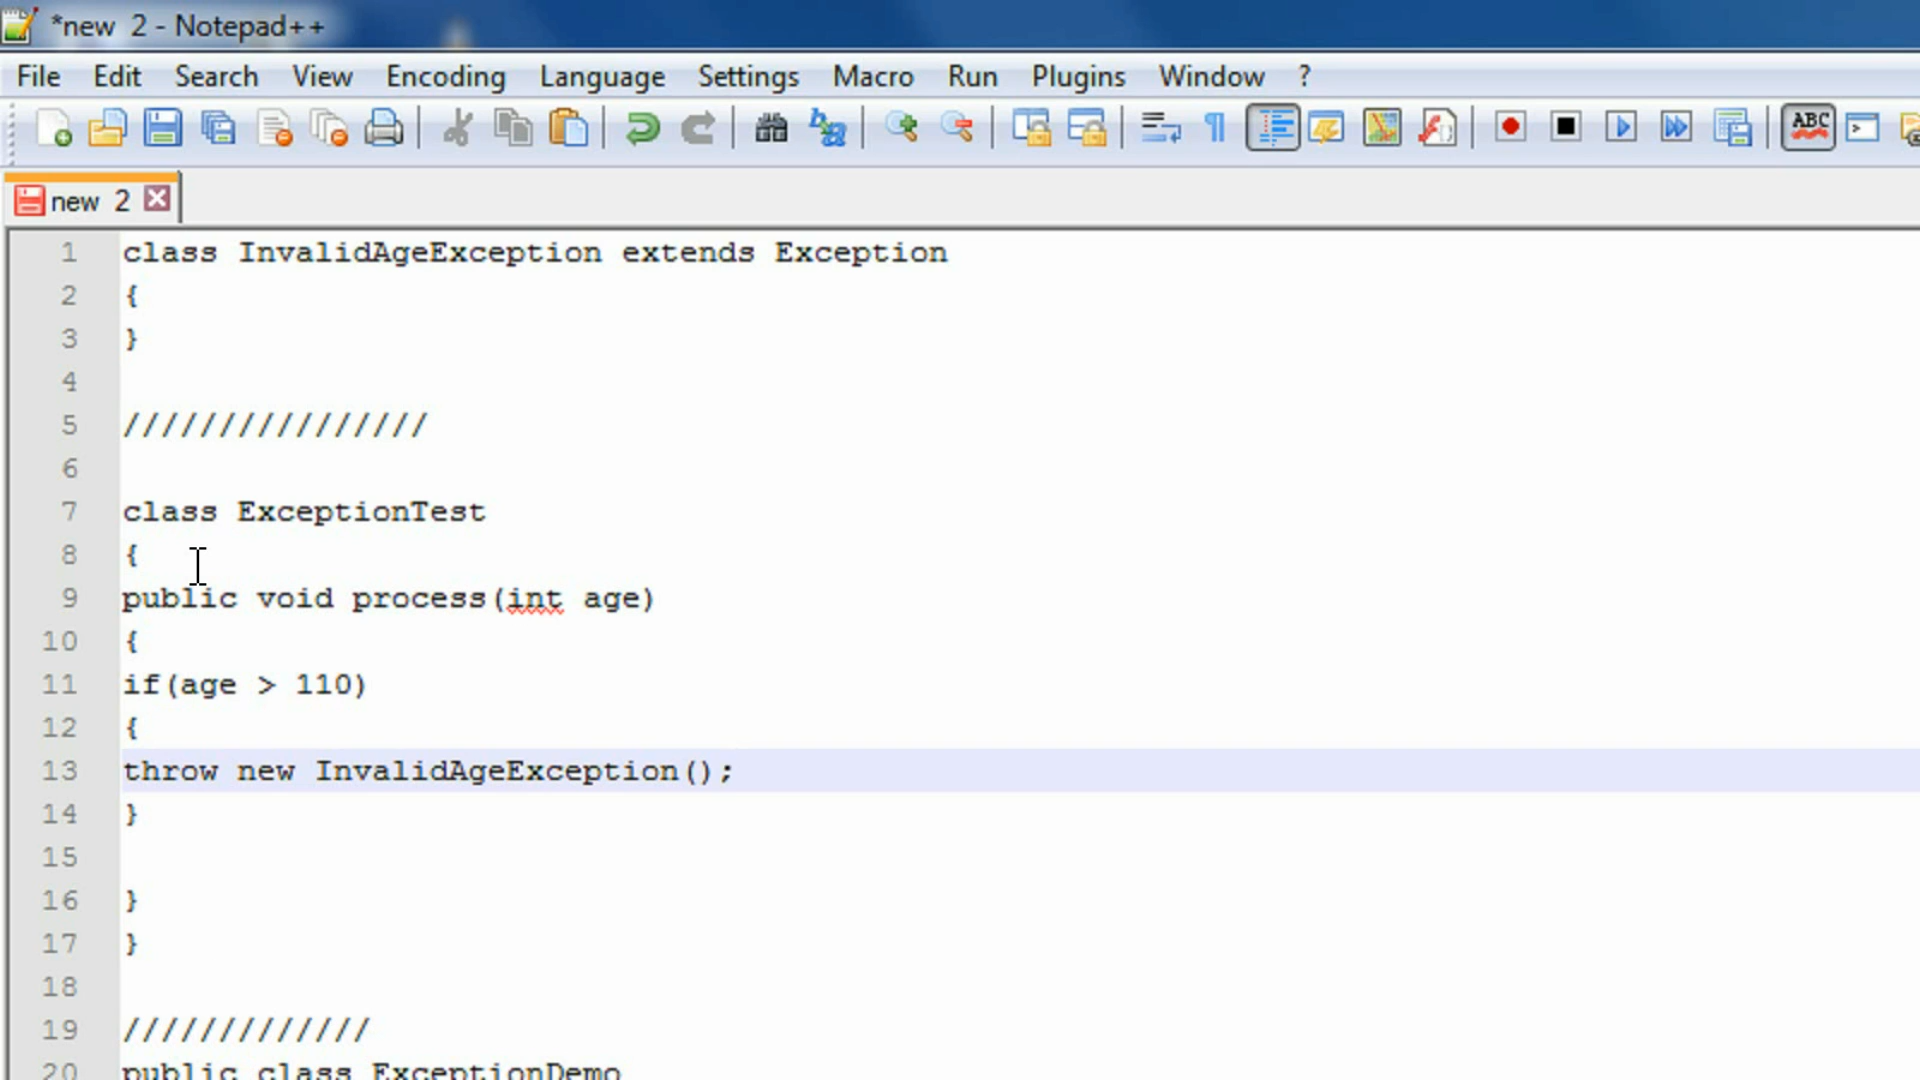 *new 2 - Notepad++
File Edit Search View Encoding Language Settings Macro Run Plugins Window ?
ABC
new 2
1 class InvalidAgeException extends Exception
2 {
3 }
4
5 ////////////////
6
7 class ExceptionTest
8 {
9 public void process(int age)
10 {
11 if(age > 110)
12 {
13 throw new InvalidAgeException();
14 }
15
16 }
17 }
18
19 /////////////
20 public class ExceptionDemo